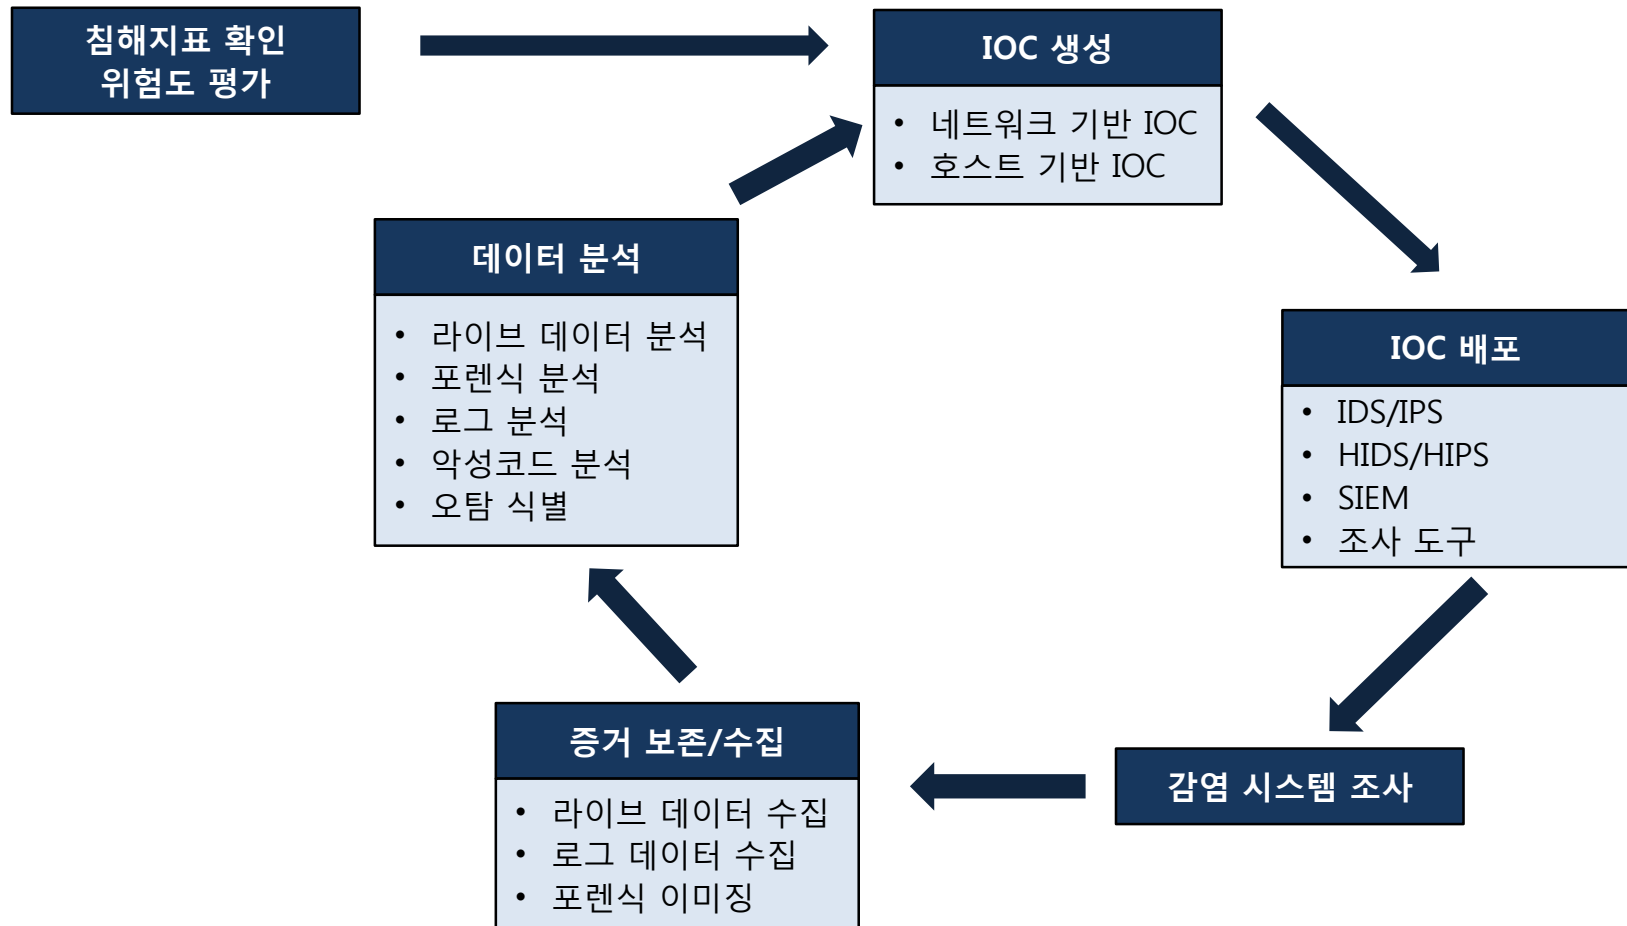 침해지표 확인
위험도 평가
IOC 생성
• 네트워크 기반 IOC
• 호스트 기반 IOC
데이터 분석
• 라이브 데이터 분석
• 포렌식 분석
• 로그 분석
• 악성코드 분석
• 오탐 식별
IOC 배포
• IDS/IPS
• HIDS/HIPS
• SIEM
• 조사 도구
증거 보존/수집
• 라이브 데이터 수집
• 로그 데이터 수집
• 포렌식 이미징
감염 시스템 조사